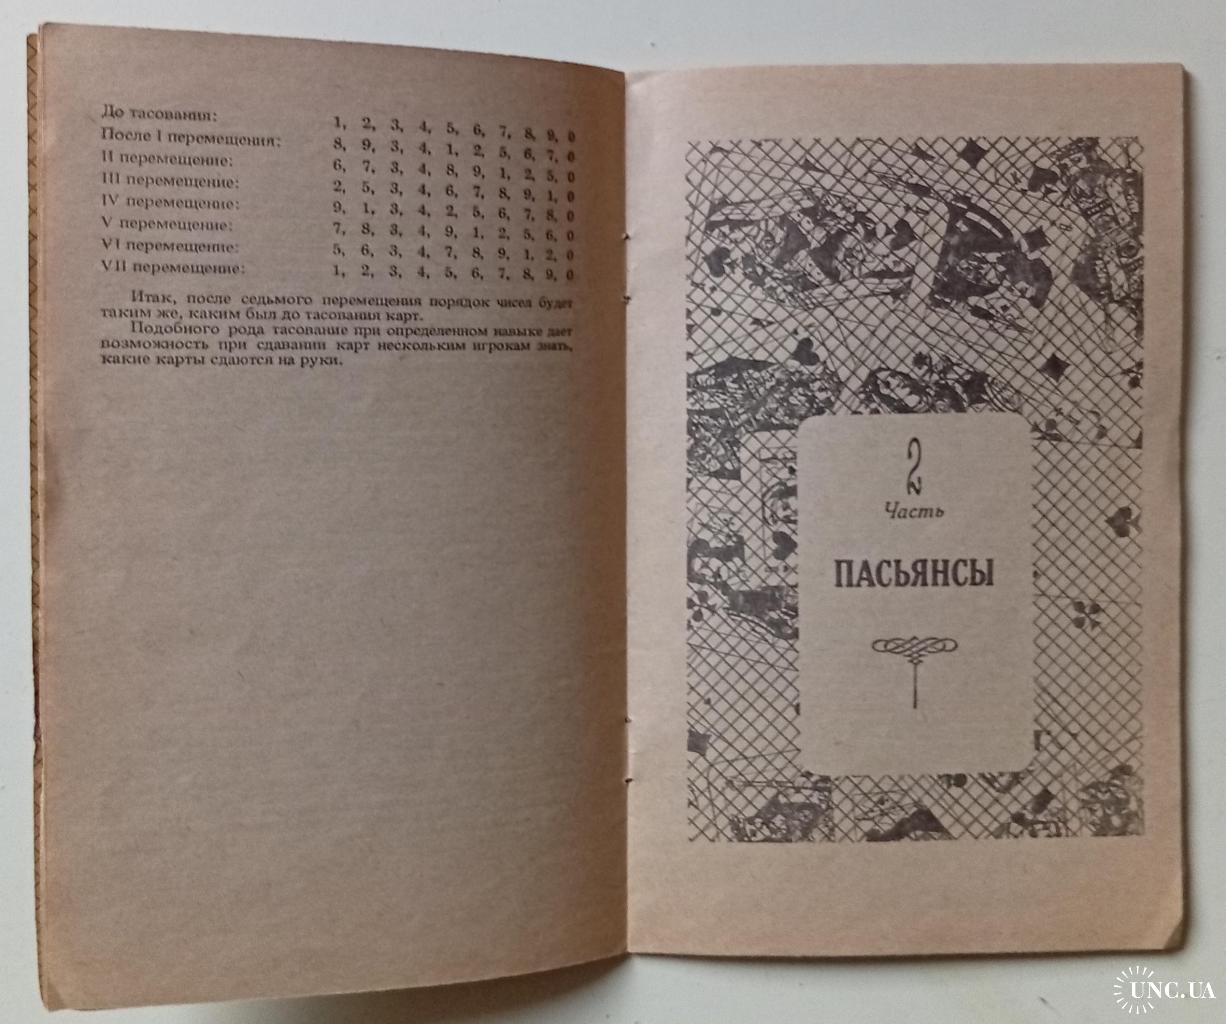 До тасования: 1, 2, 3, 4, 5, 6, 7, 8, 9, 0
После I перемещения: 8, 9, 3, 4, 1, 2, 5, 6, 7, 0
II перемещение: 6, 7, 3, 4, 8, 9, 1, 2, 5, 0
III перемещение: 2, 5, 3, 4, 6, 7, 8, 9, 1, 0
IV перемещение: 9, 1, 3, 4, 2, 5, 6, 7, 8, 0
V перемещение: 7, 8, 3, 4, 9, 1, 2, 5, 6, 0
VI перемещение: 5, 6, 3, 4, 7, 8, 9, 1, 2, 0
VII перемещение: 1, 2, 3, 4, 5, 6, 7, 8, 9, 0
Итак, после седьмого перемещения порядок чисел будет
таким же, каким был до тасования карт.
Подобного рода тасование при определенном навыке дает
возможность при сдавании карт нескольким игрокам знать,
какие карты сдаются на руки.
2
Часть
ПАСЬЯНСЫ
UNC.UA